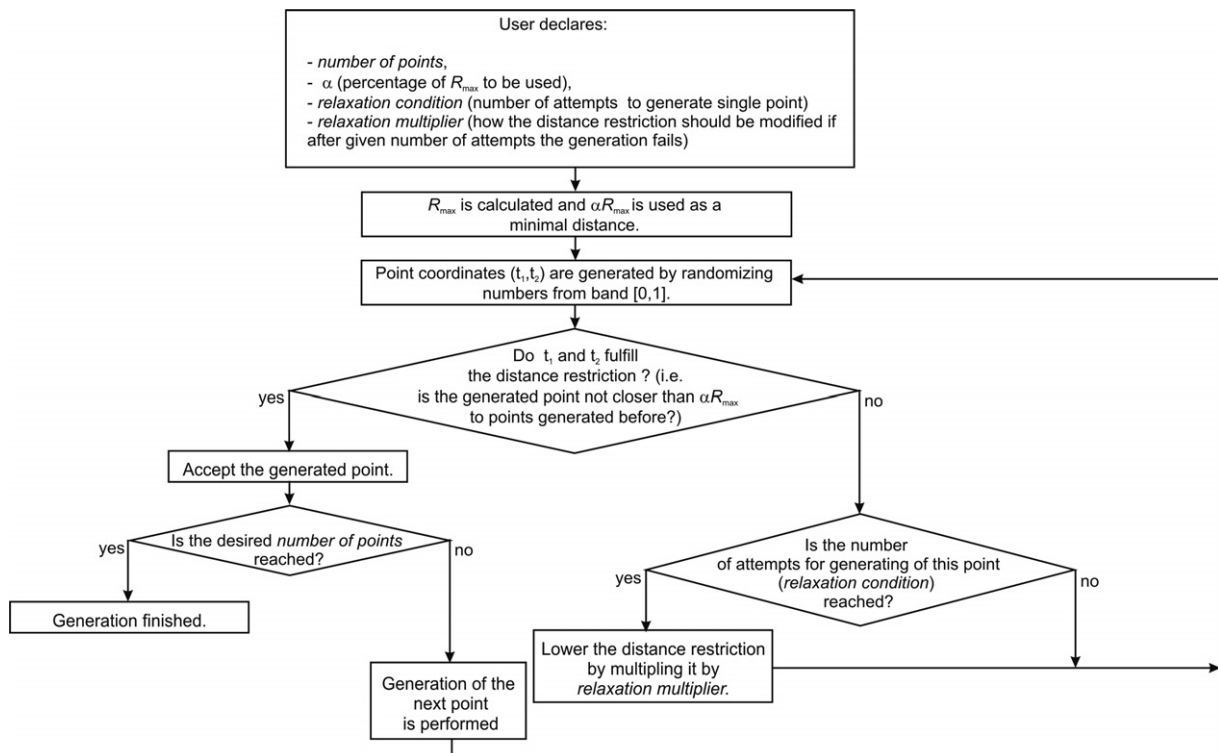 User declares:
- number of points,
- α (percentage of Rmax to be used),
- relaxation condition (number of attempts to generate single point)
- relaxation multiplier (how the distance restriction should be modified if
after given number of attempts the generation fails)
Rmax is calculated and αRmax is used as a
minimal distance.
Point coordinates (t1,t2) are generated by randomizing
numbers from band [0,1].
Do t1 and t2 fulfill
the distance restriction ? (i.e.
is the generated point not closer than αRmax
to points generated before?)
yes
no
Accept the generated point.
Is the desired number of points
reached?
yes
no
Generation finished.
Generation of the
next point
is performed
Is the number
of attempts for generating of this point
(relaxation condition)
reached?
yes
no
Lower the distance restriction
by multipling it by
relaxation multiplier.